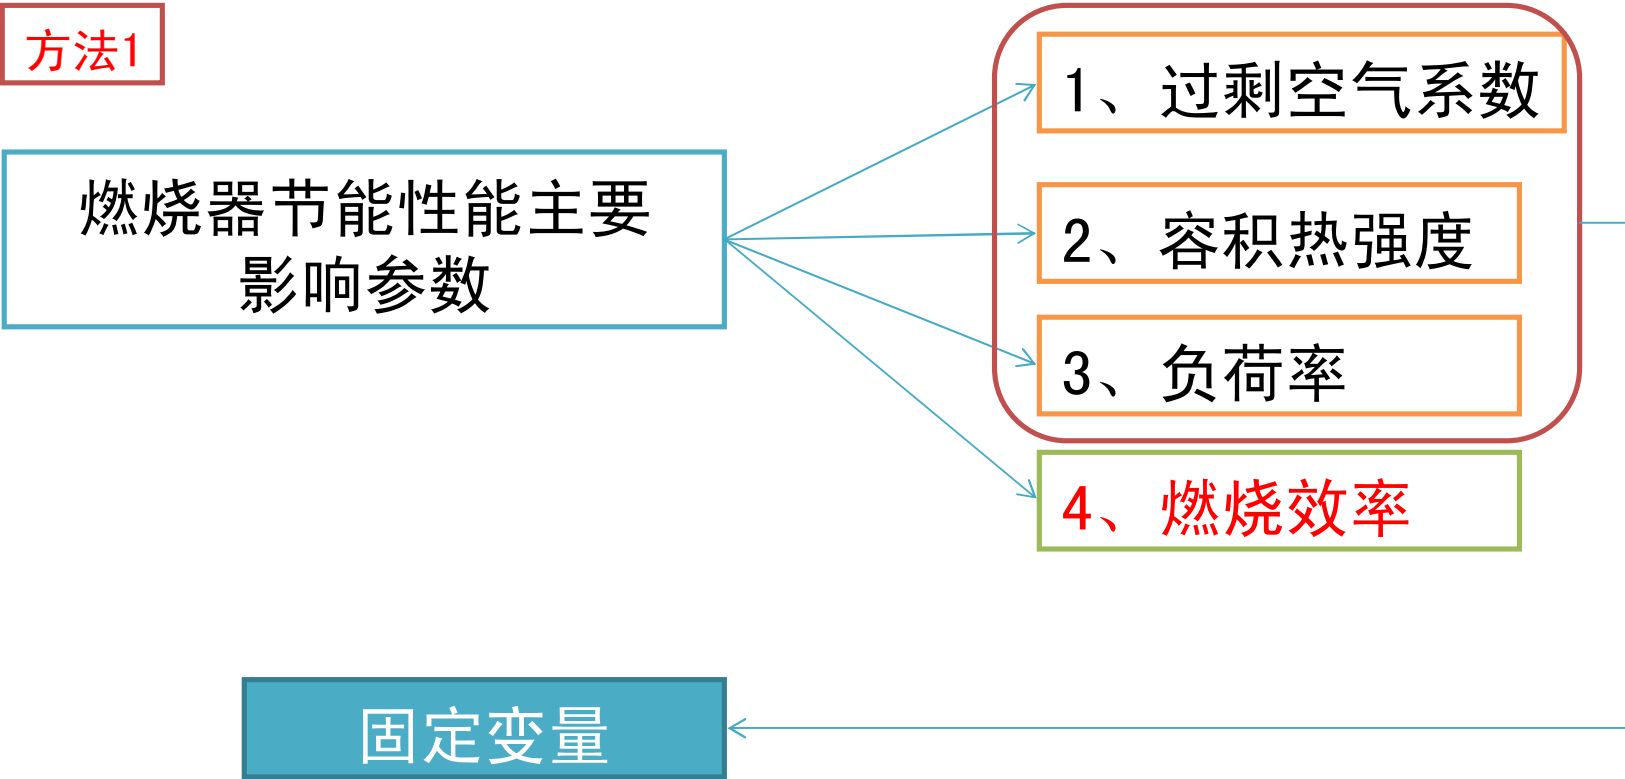 方法1
燃烧器节能性能主要
影响参数
1、过剩空气系数
2、容积热强度
3、负荷率
4、燃烧效率
固定变量